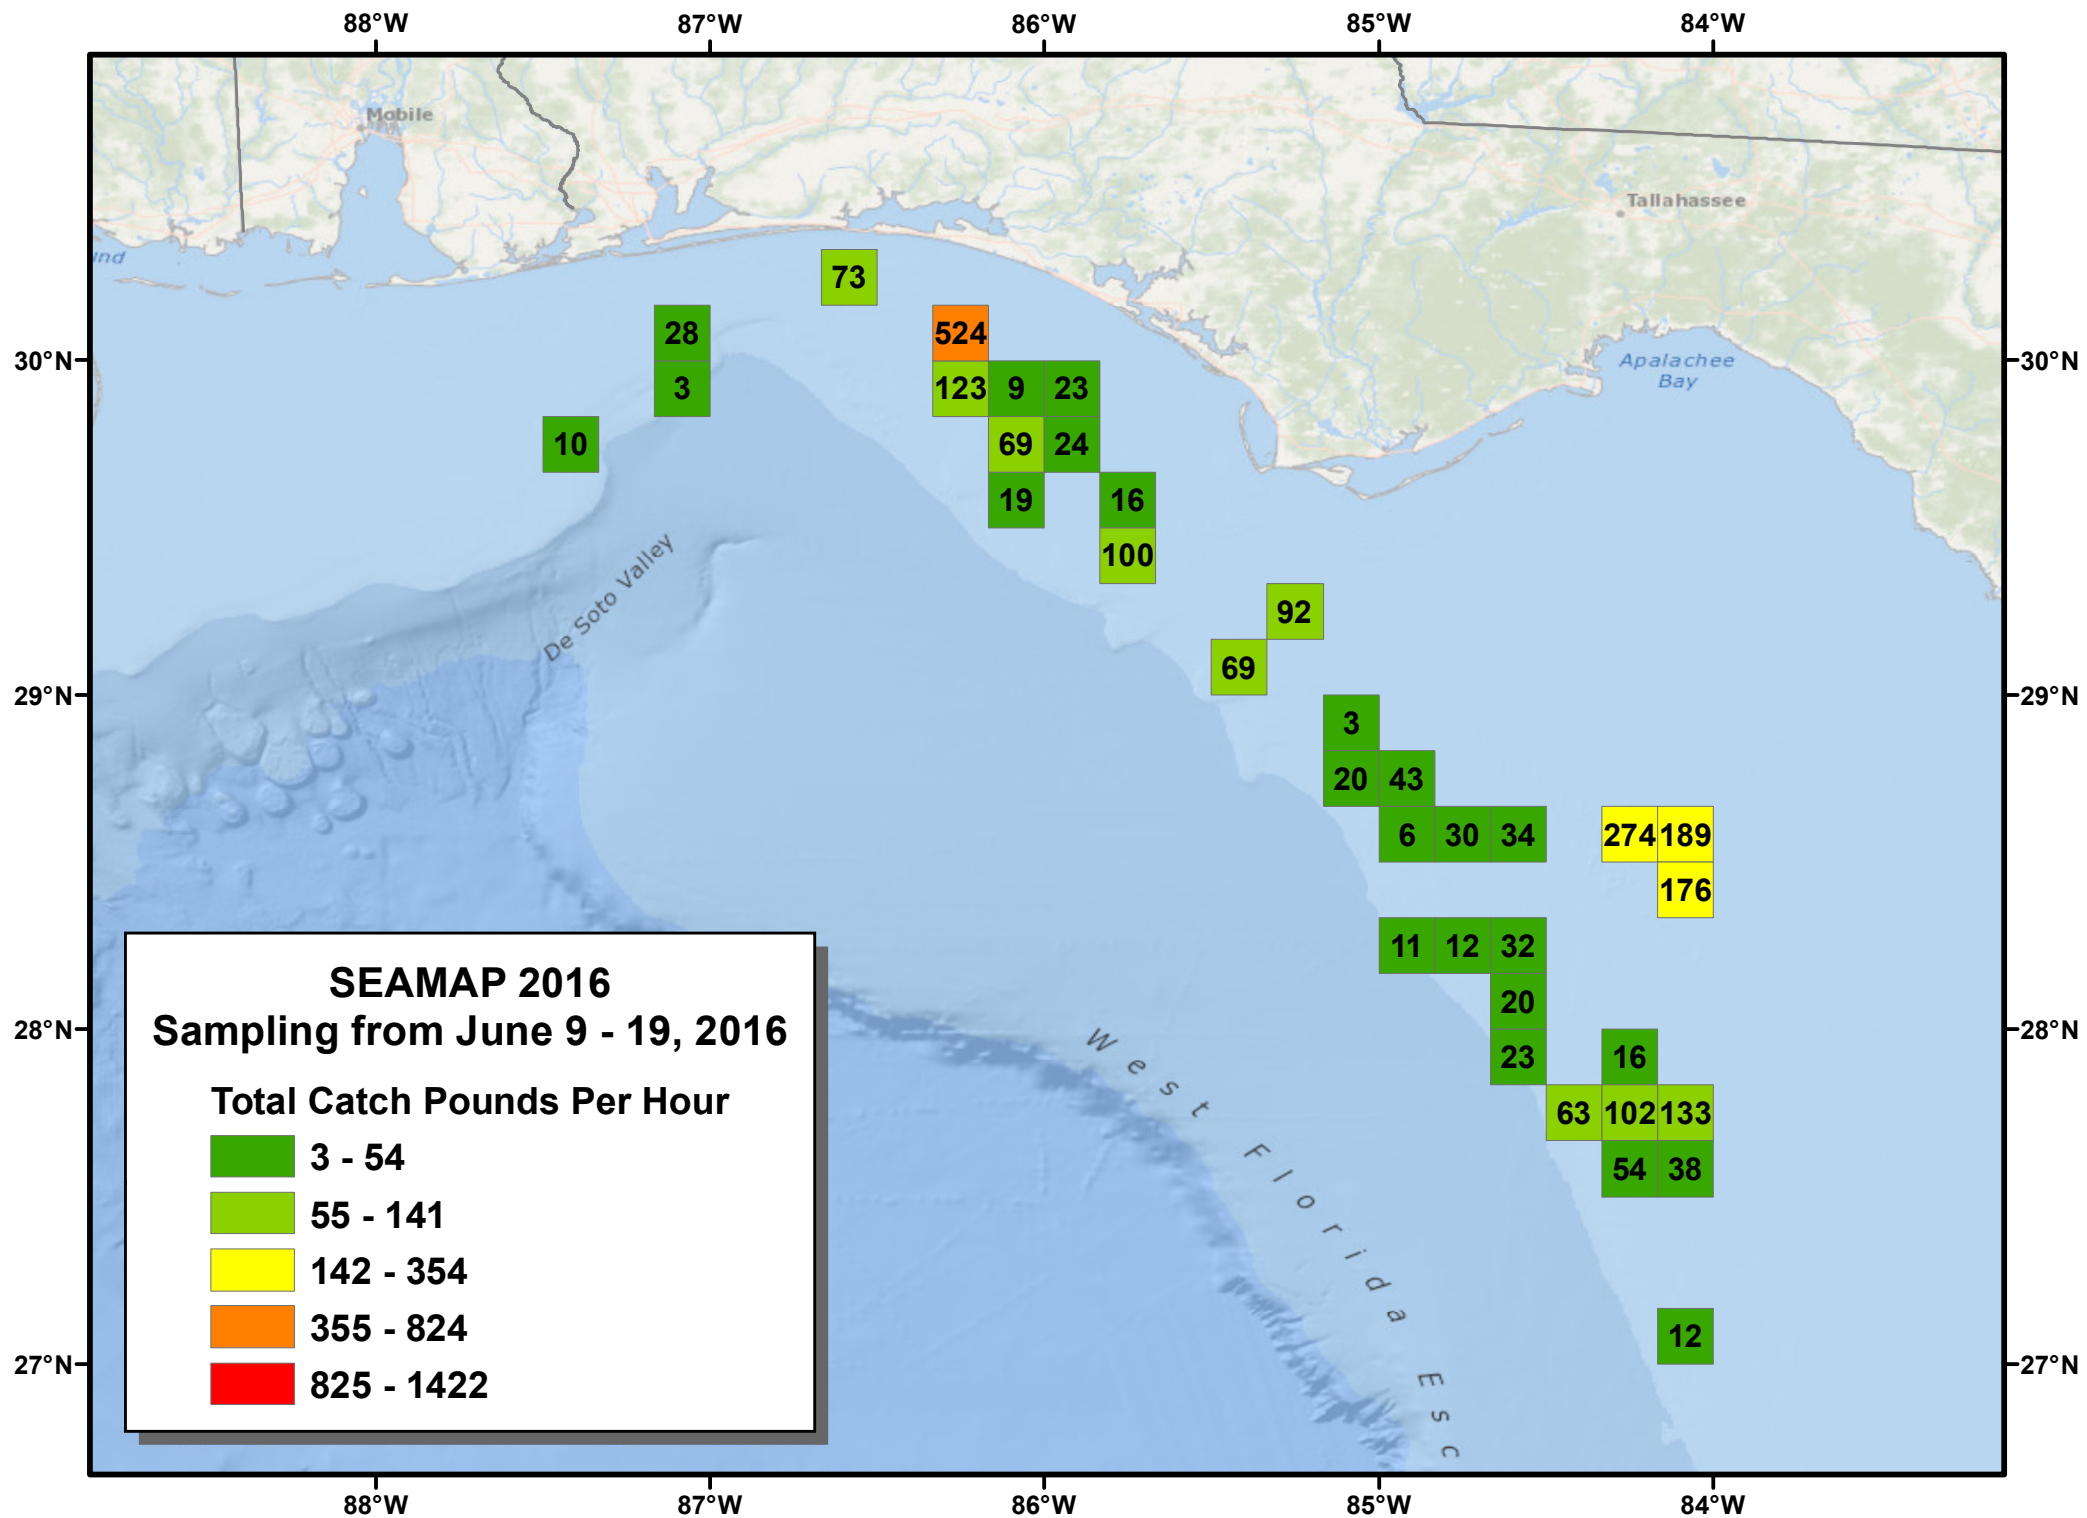 88°W 87°W 86°W 85°W 84°W
Mobile
Tallahassee
und
73
28 524
30°N Apalachee 30°N
Bay
3 123 9 23
10 69 24
19 16
100
De Soto Valley
92
69
29°N 29°N
3
20 43
6 30 34 274 189
176
11 12 32
SEAMAP 2016
20
28°N 28°N
Sampling from June 9 - 19, 2016
23 16
West Florida Esc
Total Catch Pounds Per Hour
63 102 133
3 - 54
54 38
55 - 141
142 - 354
355 - 824
12
27°N 27°N
825 - 1422
88°W 87°W 86°W 85°W 84°W